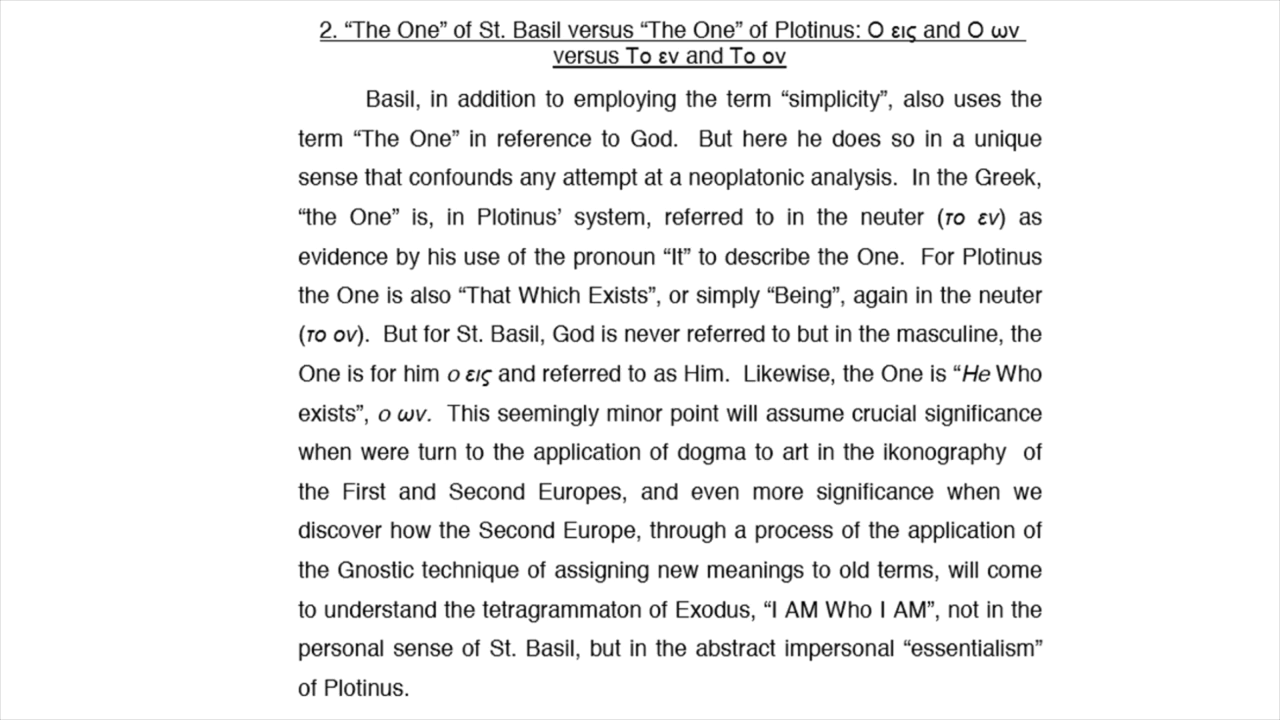 2. “The One” of St. Basil versus “The One” of Plotinus: Ο εις and Ο ων
versus Το εν and Το ον
Basil, in addition to employing the term “simplicity”, also uses the
term “The One” in reference to God. But here he does so in a unique
sense that confounds any attempt at a neoplatonic analysis. In the Greek,
“the One” is, in Plotinus’ system, referred to in the neuter (το εν) as
evidence by his use of the pronoun “It” to describe the One. For Plotinus
the One is also “That Which Exists”, or simply “Being”, again in the neuter
(το ον). But for St. Basil, God is never referred to but in the masculine, the
One is for him ο εις and referred to as Him. Likewise, the One is “He Who
exists”, ο ων. This seemingly minor point will assume crucial significance
when were turn to the application of dogma to art in the ikonography of
the First and Second Europes, and even more significance when we
discover how the Second Europe, through a process of the application of
the Gnostic technique of assigning new meanings to old terms, will come
to understand the tetragrammaton of Exodus, “I AM Who I AM”, not in the
personal sense of St. Basil, but in the abstract impersonal “essentialism”
of Plotinus.